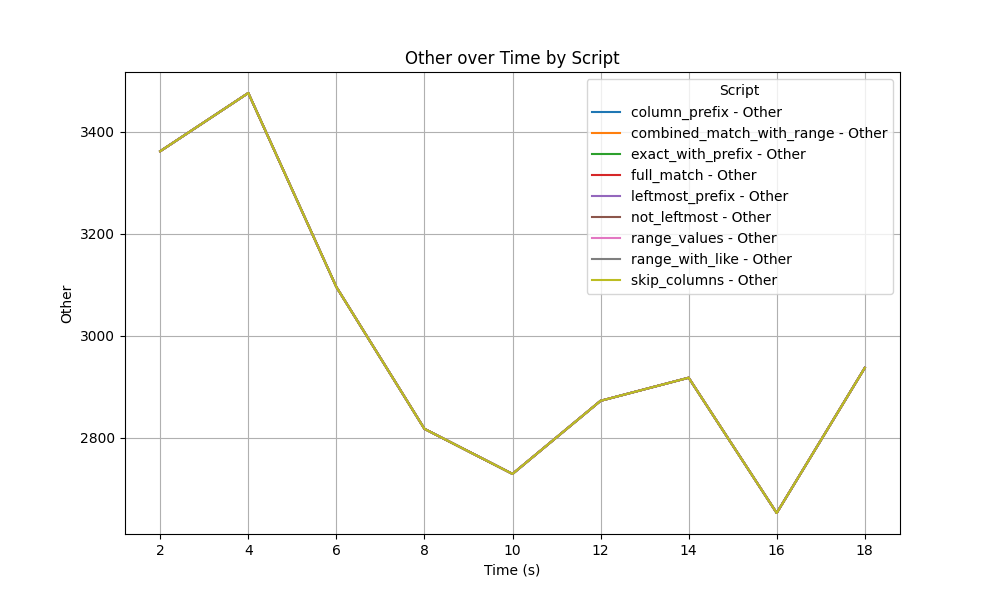 Other over Time by Script
Script
column_prefix - Other
combined_match_with_range - Other
exact_with_prefix - Other
full_match - Other
leftmost_prefix - Other
not_leftmost - Other
range_values - Other
range_with_like - Other
skip_columns - Other
Other
3400
3200
3000
2800
2
4
6
8
10
12
14
16
18
Time (s)